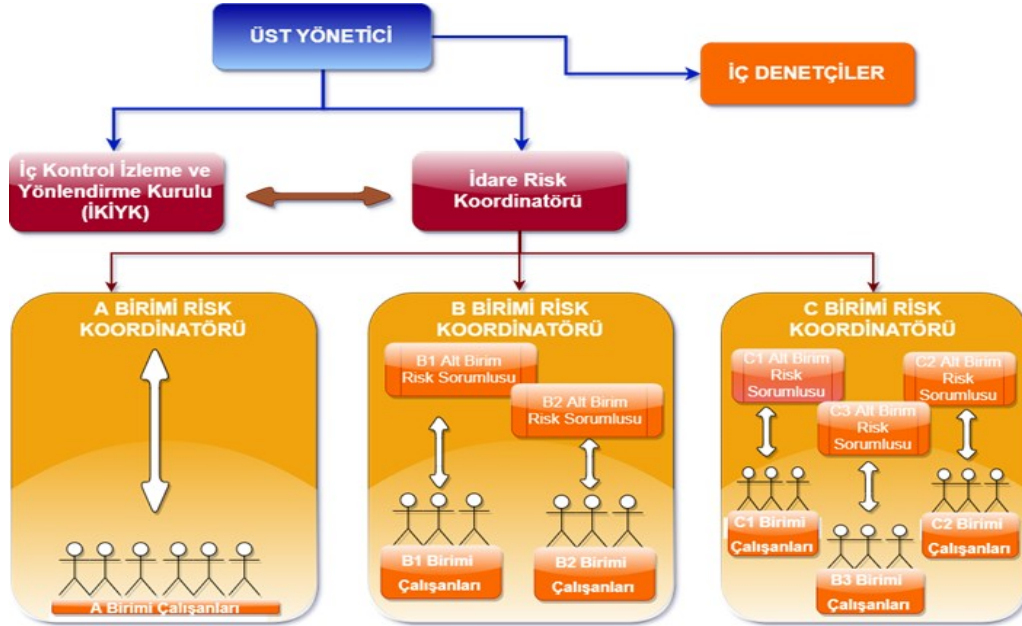 ÜST YÖNETİCİ
İÇ DENETÇİLER
İç Kontrol İzleme ve
Yönlendirme Kurulu
(İKİYK)
İdare Risk
Koordinatörü
A BİRİMİ RİSK
KOORDİNATÖRÜ
A Birimi Çalışanları
B BİRİMİ RİSK
KOORDİNATÖRÜ
B1 Alt Birim
Risk Sorumlusu
B2 Alt Birim
Risk Sorumlusu
B1 Birimi
Çalışanları
B2 Birimi
Çalışanları
C BİRİMİ RİSK
KOORDİNATÖRÜ
C1 Alt Birim
Risk
Sorumlusu
C2 Alt Birim
Risk
Sorumlusu
C3 Alt Birim
Risk
Sorumlusu
C1 Birimi
Çalışanları
C2 Birimi
Çalışanları
B3 Birimi
Çalışanları